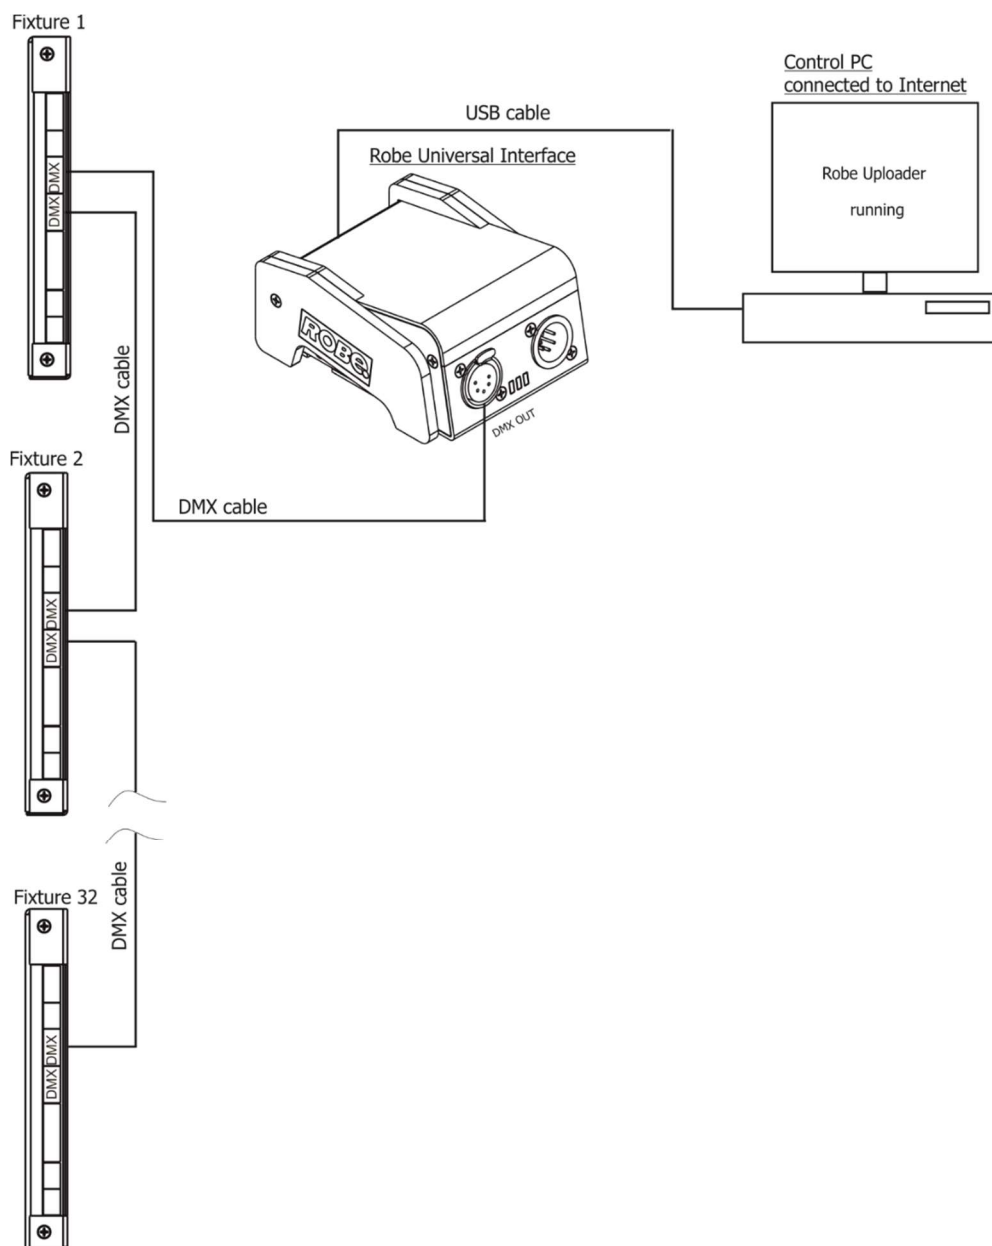 Fixture 1
Control PC
connected to Internet
USB cable
Robe Universal Interface
Robe Uploader
running
DMX
DMX
ROBE
DMX cable
DMX OUT
Fixture 2
DMX cable
DMX
DMX
DMX cable
Fixture 32
DMX
DMX